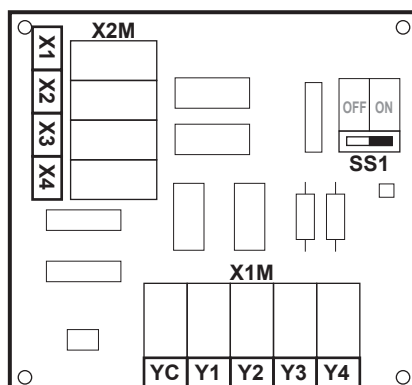 X2M
X1
X2
X3
X4
OFF ON
SS1
X1M
YC Y1 Y2 Y3 Y4